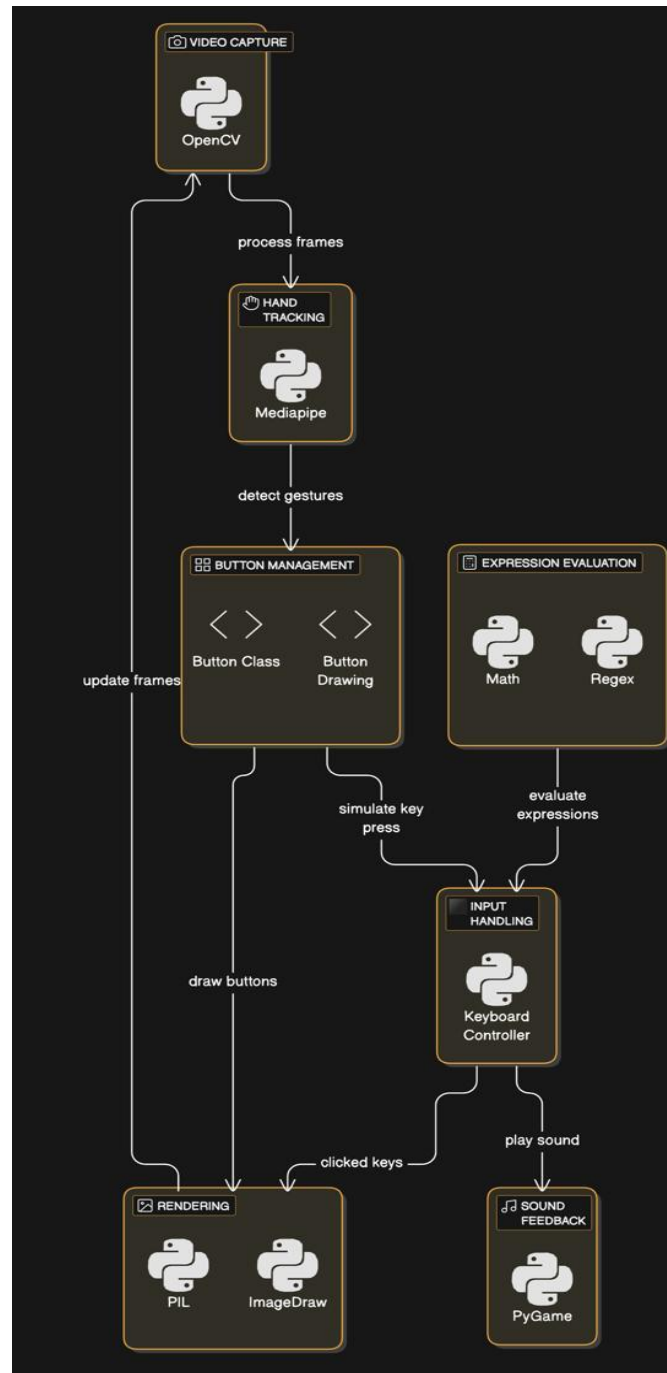 VIDEO CAPTURE
OpenCV
process frames
HAND
TRACKING
Mediapipe
detect gestures
BUTTON MANAGEMENT
Button Class
Button
Drawing
EXPRESSION EVALUATION
Math
Regex
update frames
simulate key
press
evaluate
expressions
INPUT
HANDLING
Keyboard
Controller
draw buttons
clicked keys
play sound
RENDERING
PIL
ImageDraw
SOUND
FEEDBACK
PyGame